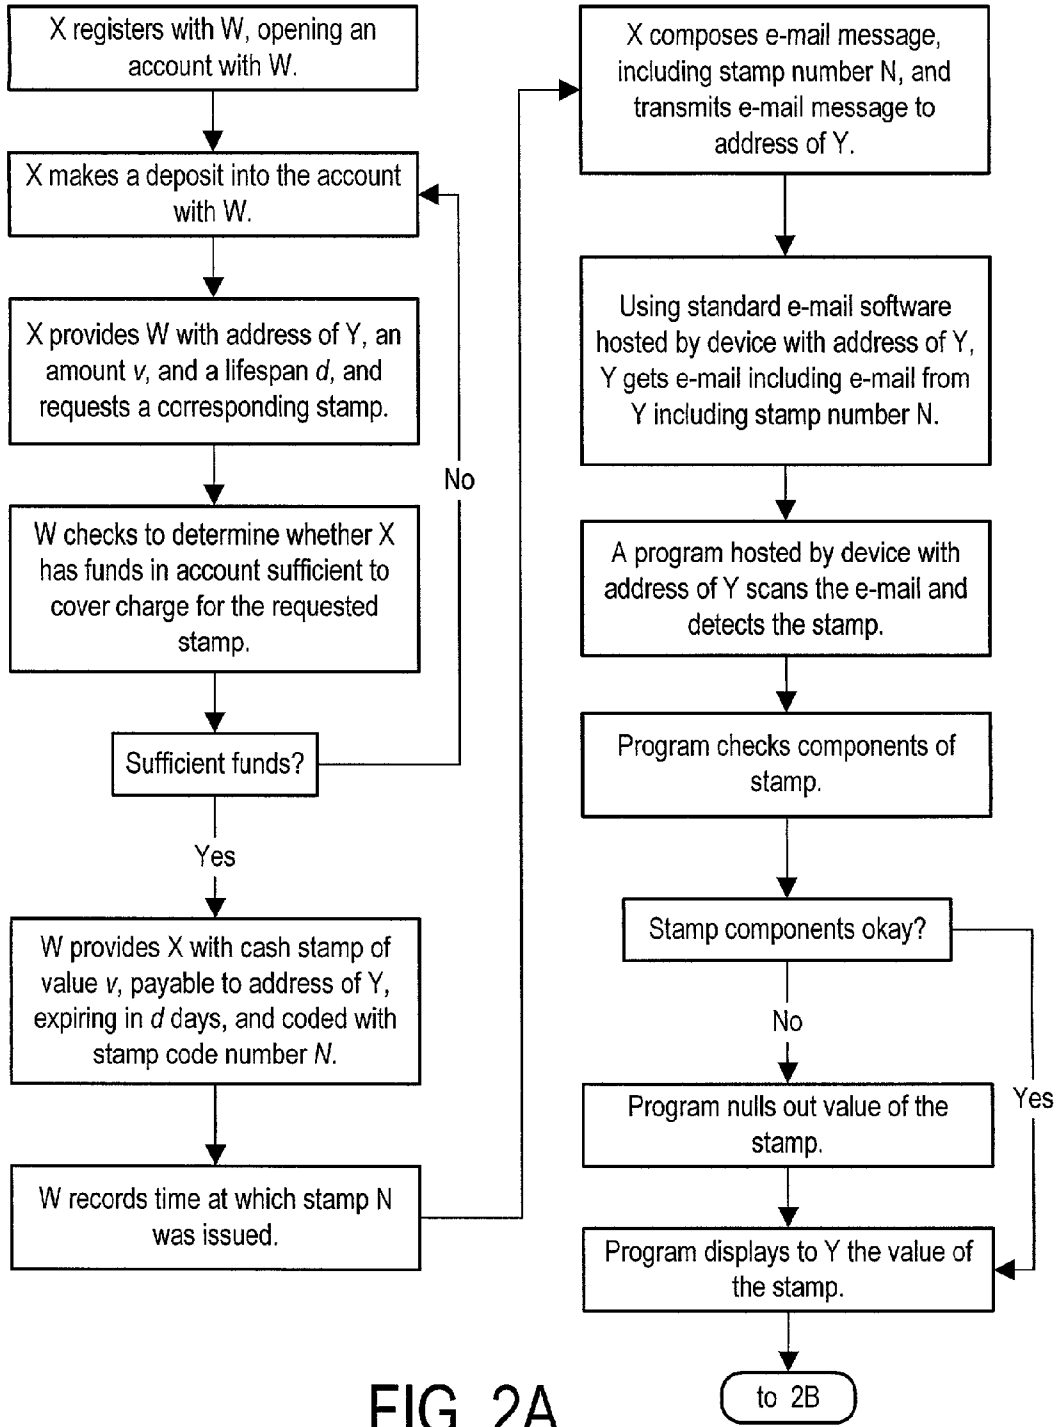 X registers with W, opening an
account with W.
X makes a deposit into the account
with W.
X provides W with address of Y, an
amount v, and a lifespan d, and
requests a corresponding stamp.
No
W checks to determine whether X
has funds in account sufficient to
cover charge for the requested
stamp.
Sufficient funds?
Yes
W provides X with cash stamp of
value v, payable to address of Y,
expiring in d days, and coded with
stamp code number N.
W records time at which stamp N
was issued.
X composes e-mail message,
including stamp number N, and
transmits e-mail message to
address of Y.
Using standard e-mail software
hosted by device with address of Y,
Y gets e-mail including e-mail from
Y including stamp number N.
A program hosted by device with
address of Y scans the e-mail and
detects the stamp.
Program checks components of
stamp.
Stamp components okay?
No
Yes
Program nulls out value of the
stamp.
Program displays to Y the value of
the stamp.
to 2B
FIG. 2A